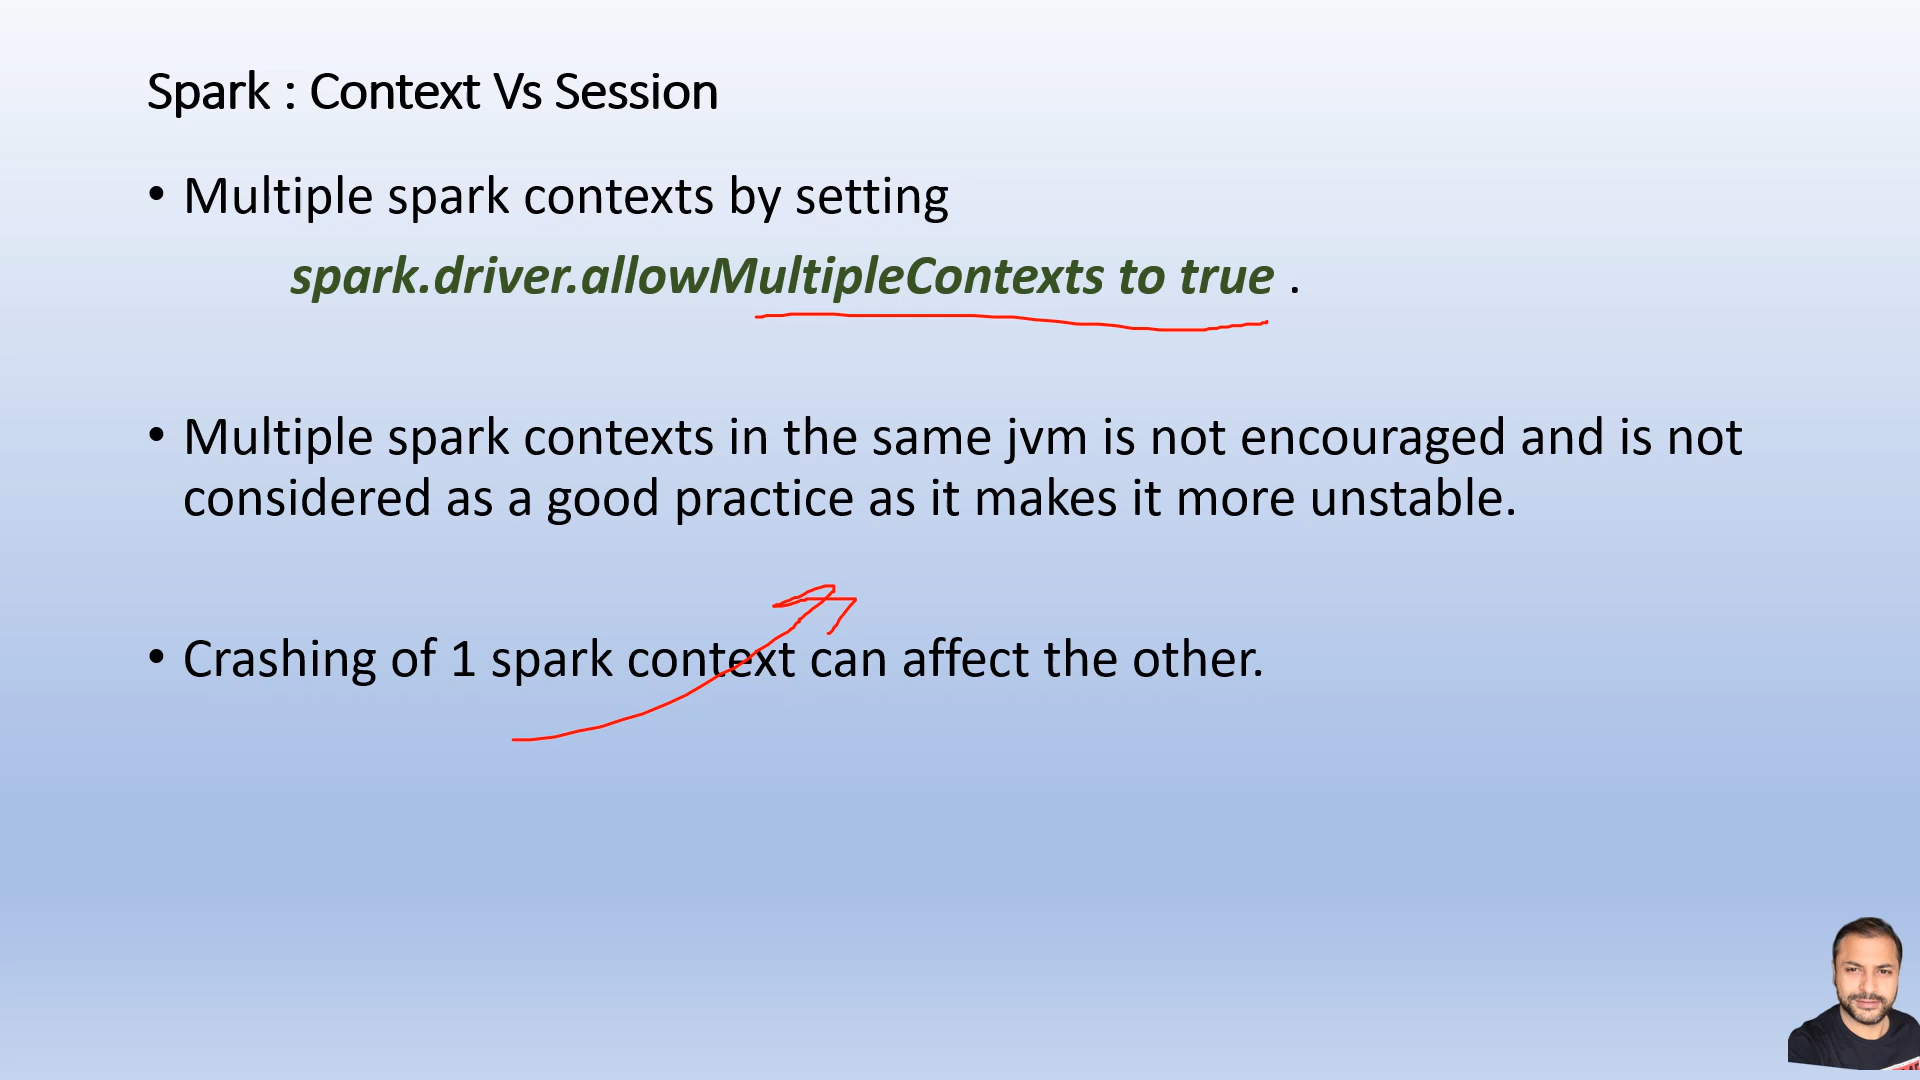 Spark : Context Vs Session
• Multiple spark contexts by setting
spark.driver.allowMultipleContexts to true .
• Multiple spark contexts in the same jvm is not encouraged and is not
considered as a good practice as it makes it more unstable.
• Crashing of 1 spark context can affect the other.